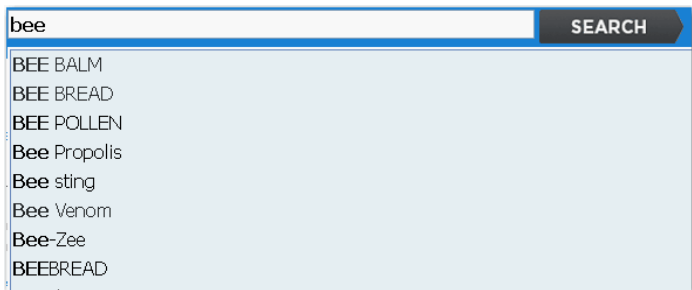 bee
SEARCH
BEE BALM
BEE BREAD
BEE POLLEN
Bee Propolis
Bee sting
Bee Venom
Bee-Zee
BEEBREAD